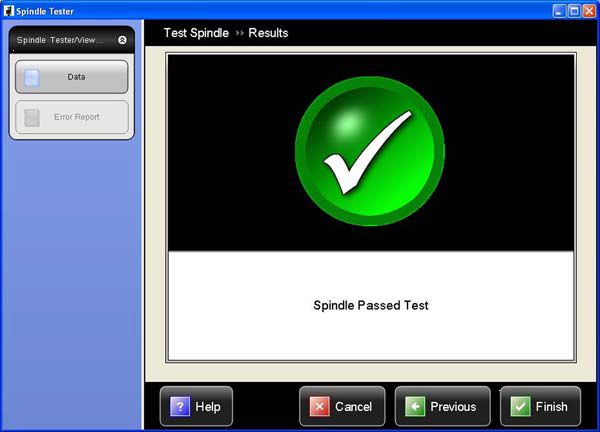 Spindle Tester
Spindle Tester/View...
Data
Error Report
Test Spindle
Results
Spindle Passed Test
Help
Cancel
Previous
Finish